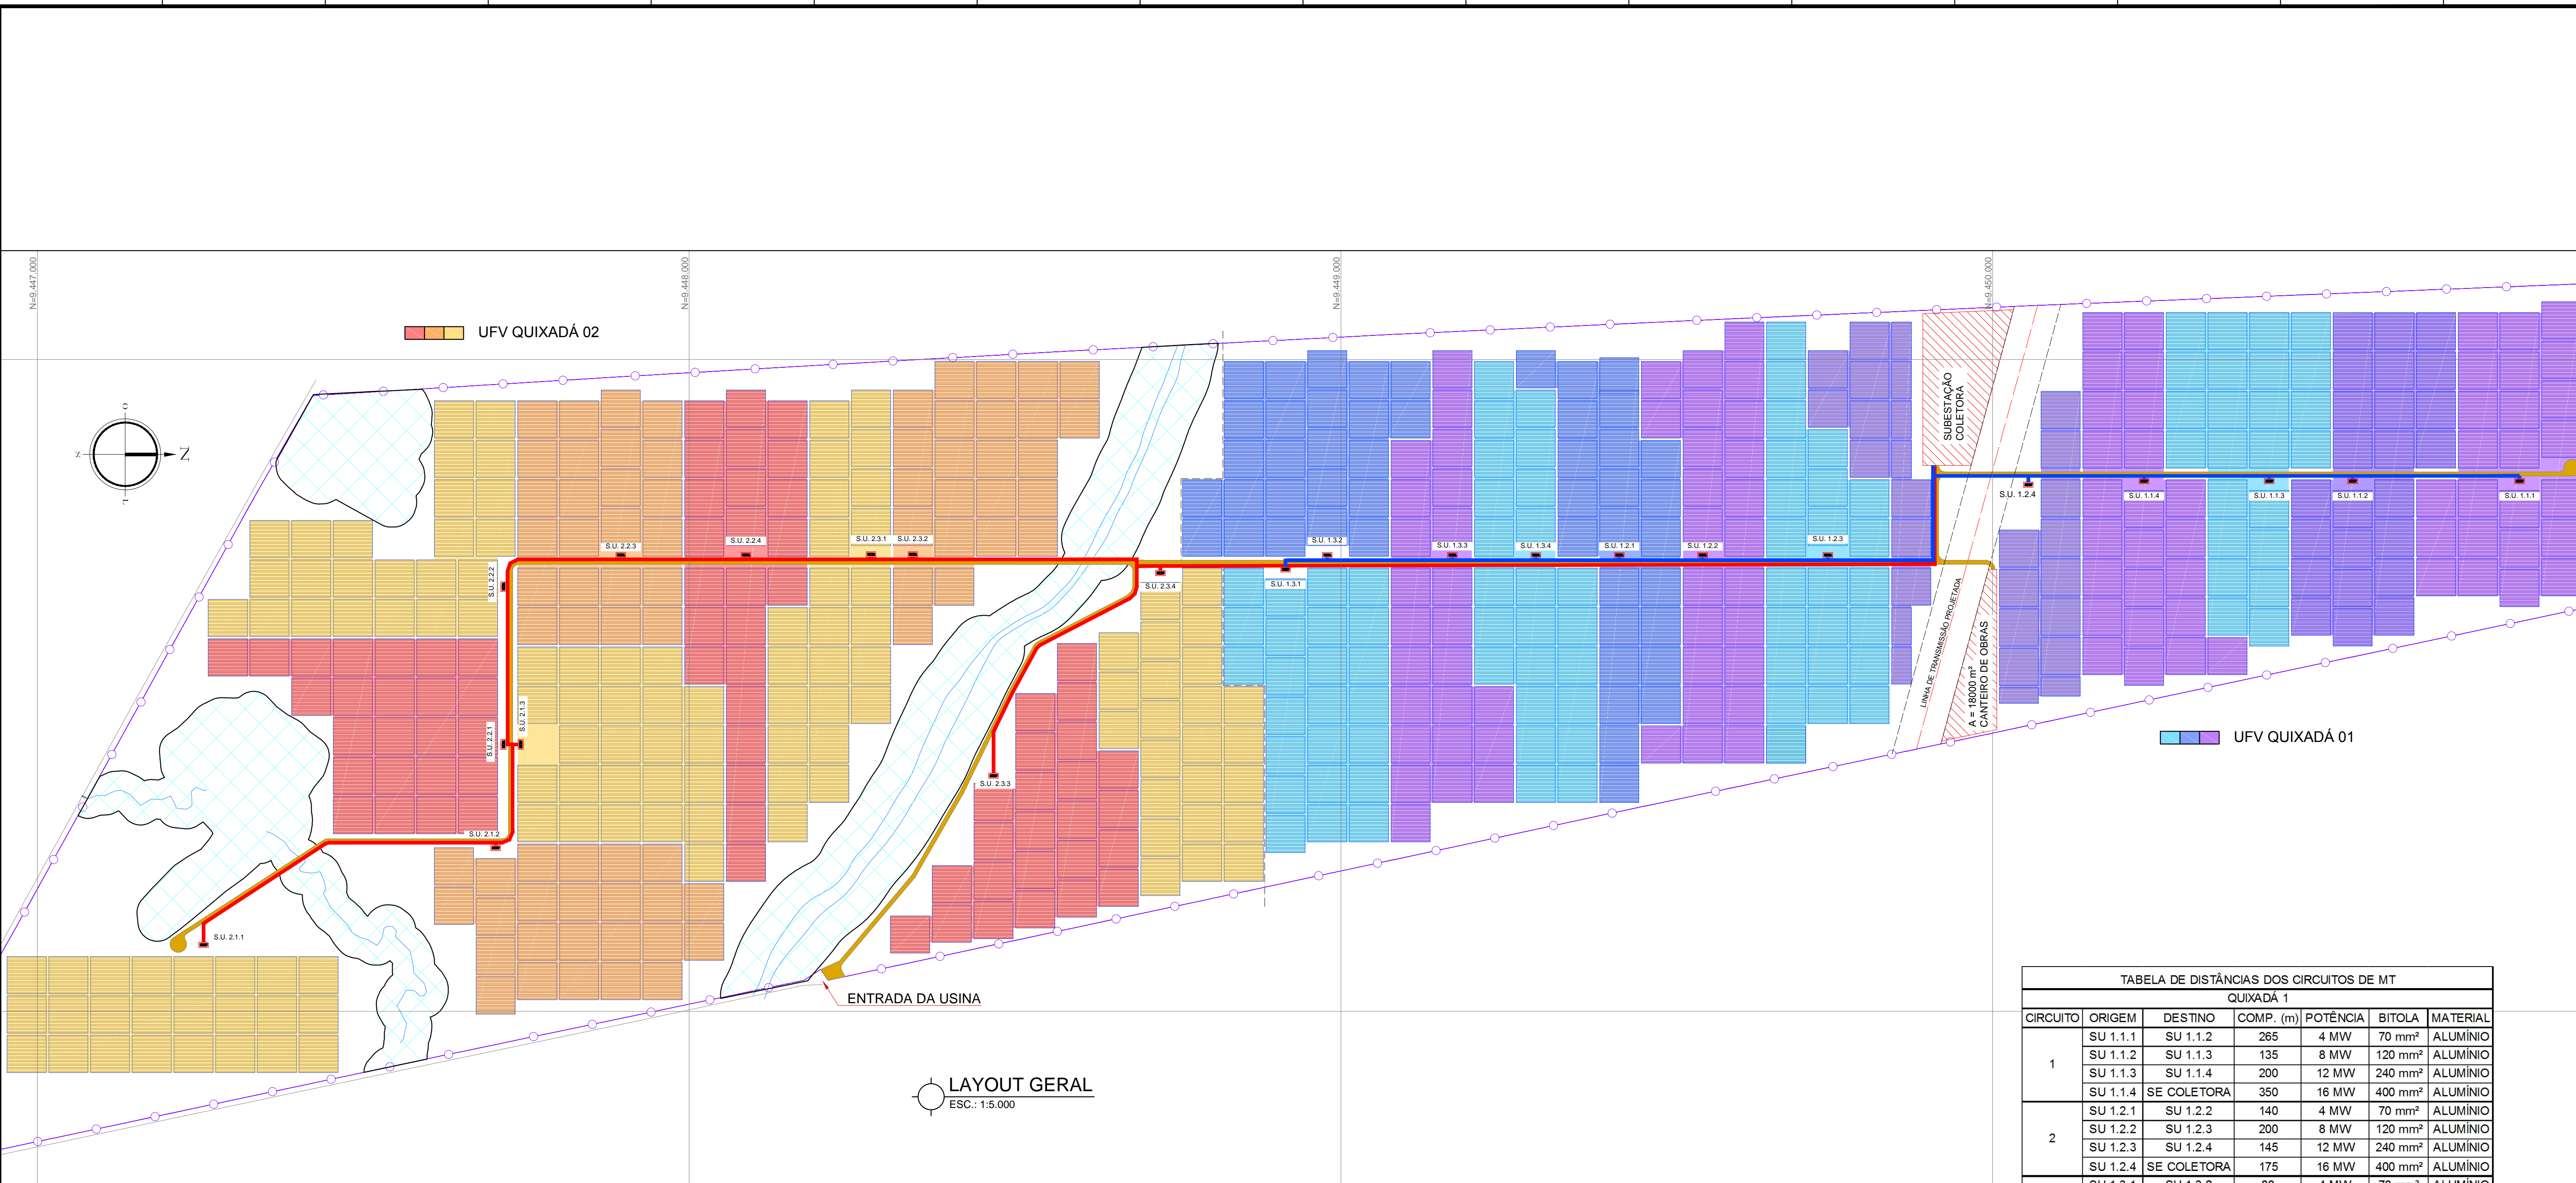 N=9.447.000
N=9.448.000
N=9.449.000
N=9.450.000
UFV QUIXADÁ 02
N
SUBESTAÇÃO
COLETORA
S.U. 1.2.4
S.U. 1.1.4
S.U. 1.1.3
S.U. 1.1.2
S.U. 1.1.1
S.U. 2.2.3
S.U. 2.2.4
S.U. 2.3.1
S.U. 2.3.2
S.U. 1.3.2
S.U. 1.3.3
S.U. 1.3.4
S.U. 1.2.1
S.U. 1.2.2
S.U. 1.2.3
S.U. 2.2.2
S.U. 2.3.4
S.U. 1.3.1
LINHA DE TRANSMISSÃO PROJETADA
A = 18000 m²
CANTEIRO DE OBRAS
S.U. 2.2.1
S.U. 2.1.3
UFV QUIXADÁ 01
S.U. 2.3.3
S.U. 2.1.2
S.U. 2.1.1
ENTRADA DA USINA
LAYOUT GERAL
ESC.: 1:5.000
TABELA DE DISTÂNCIAS DOS CIRCUITOS DE MT
QUIXADÁ 1
CIRCUITO ORIGEM DESTINO COMP. (m) POTÊNCIA BITOLA MATERIAL
1
SU 1.1.1 SU 1.1.2 265 4 MW 70 mm² ALUMÍNIO
SU 1.1.2 SU 1.1.3 135 8 MW 120 mm² ALUMÍNIO
SU 1.1.3 SU 1.1.4 200 12 MW 240 mm² ALUMÍNIO
SU 1.1.4 SE COLETORA 350 16 MW 400 mm² ALUMÍNIO
2
SU 1.2.1 SU 1.2.2 140 4 MW 70 mm² ALUMÍNIO
SU 1.2.2 SU 1.2.3 200 8 MW 120 mm² ALUMÍNIO
SU 1.2.3 SU 1.2.4 145 12 MW 240 mm² ALUMÍNIO
SU 1.2.4 SE COLETORA 175 16 MW 400 mm² ALUMÍNIO